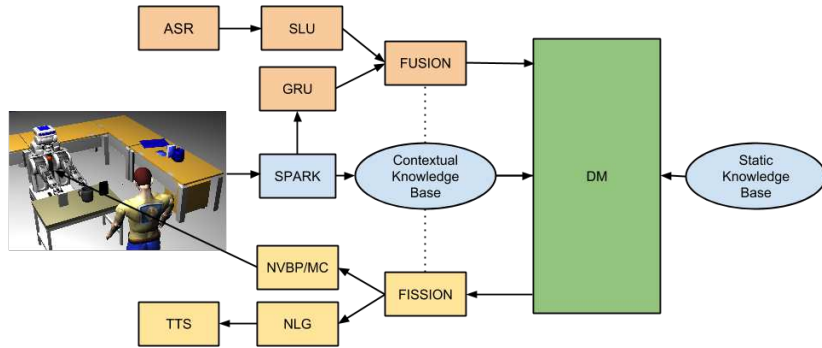 ASR
SLU
FUSION
GRU
SPARK
Contextual
Knowledge
Base
DM
Static
Knowledge
Base
NVBP/MC
FISSION
TTS
NLG